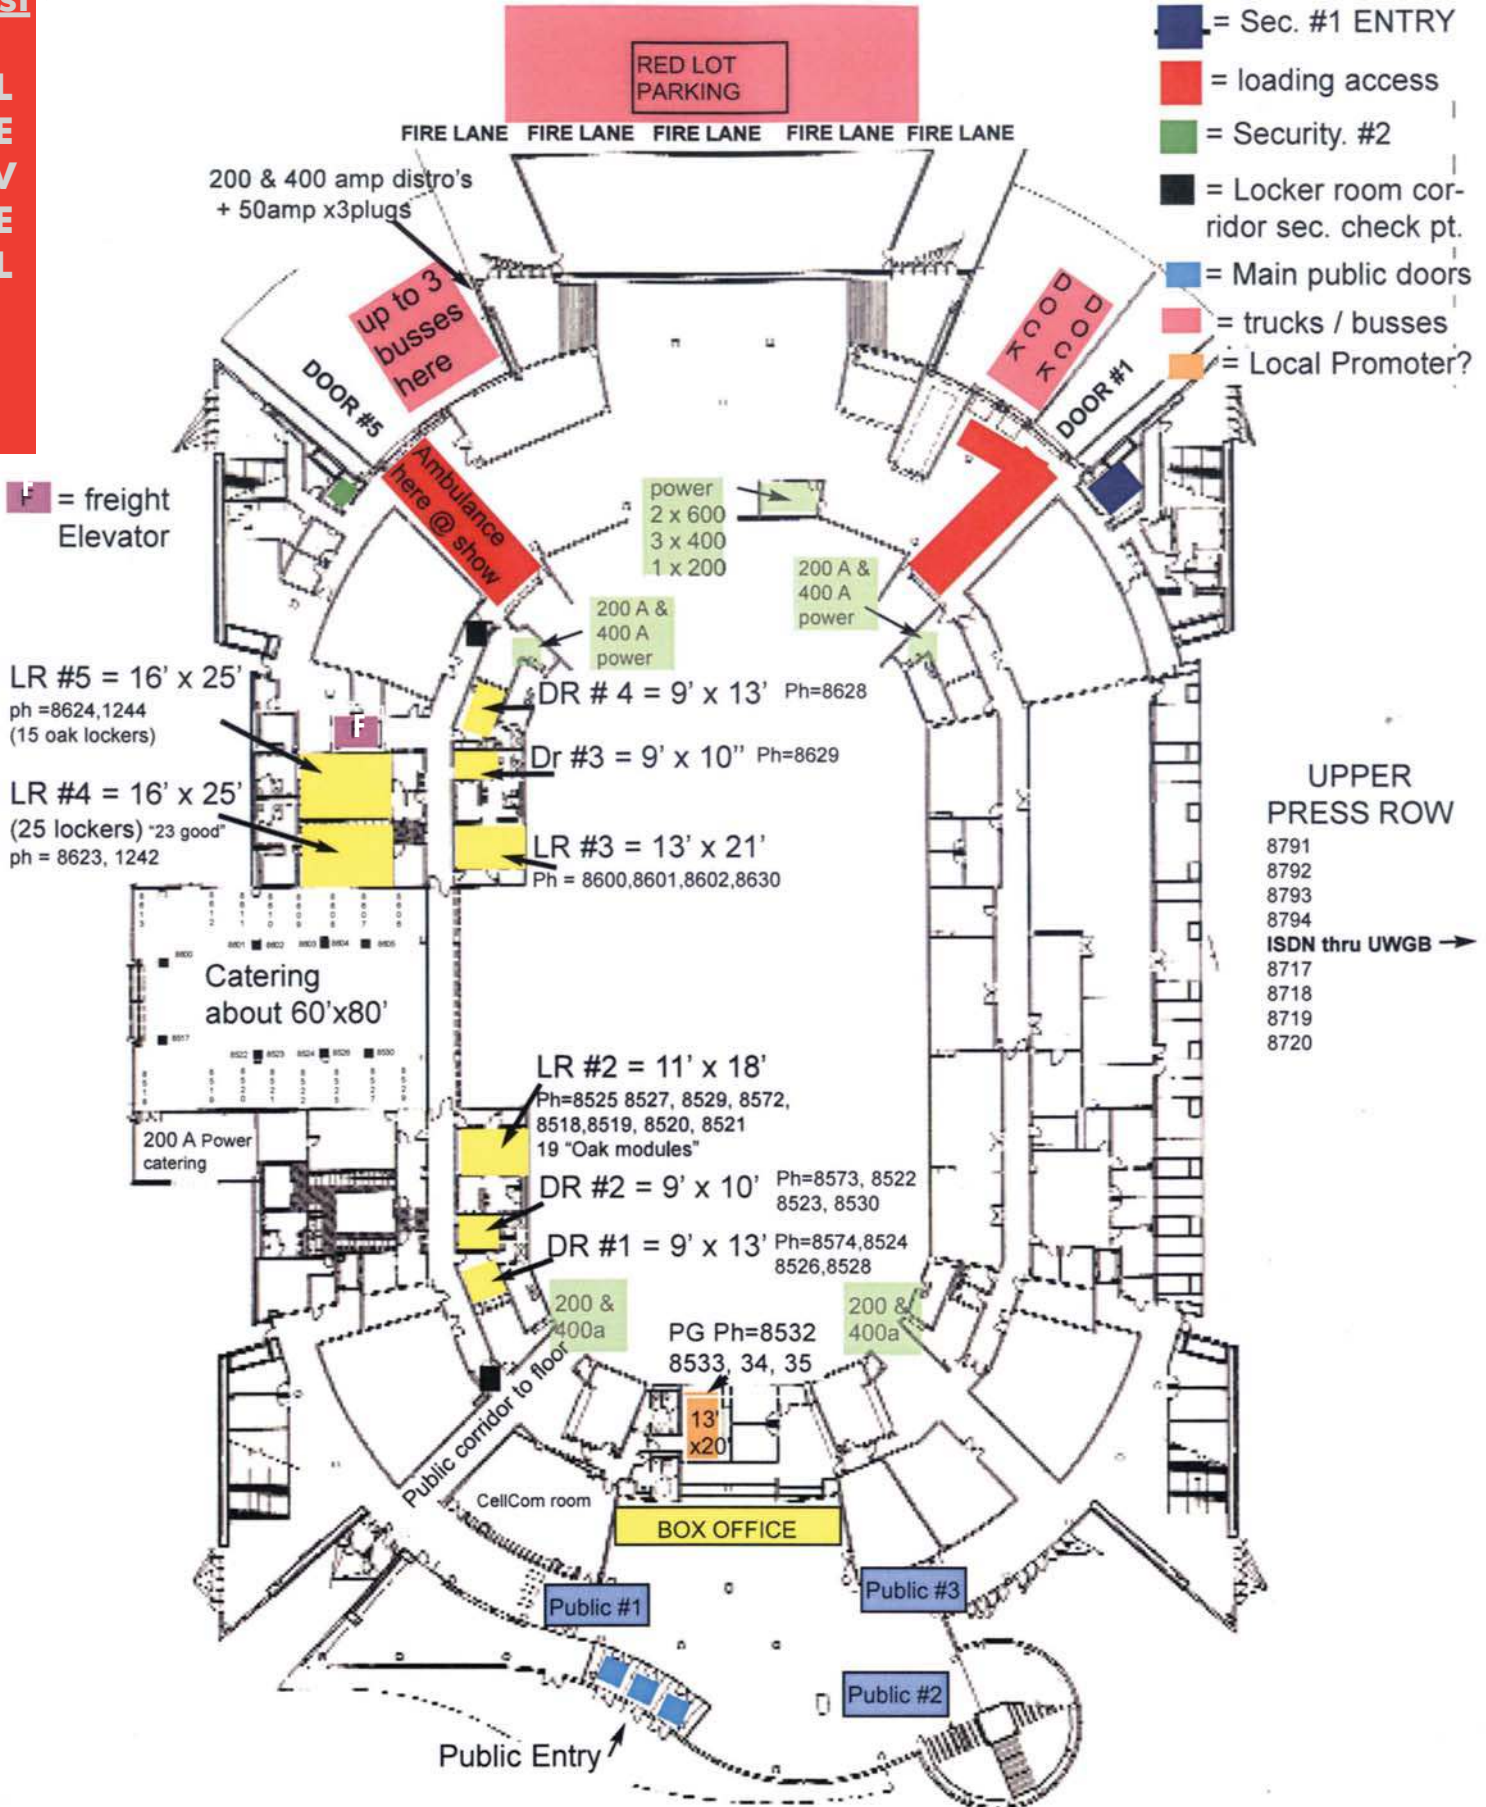 SI
L
E
V
E
L
RED LOT
PARKING
FIRE LANE FIRE LANE FIRE LANE FIRE LANE FIRE LANE
= Sec. #1 ENTRY
= loading access
= Security. #2
= Locker room cor-
ridor sec. check pt.
= Main public doors
= trucks / busses
= Local Promoter?
200 & 400 amp distro's
+ 50amp x3plugs
up to 3
busses
here
DOOR #5
DOCK
DOCK
DOOR #1
F = freight
Elevator
Ambulance
here @ show
power
2 x 600
3 x 400
1 x 200
200 A &
400 A
power
200 A &
400 A
power
LR #5 = 16' x 25'
ph =8624,1244
(15 oak lockers)
F
DR # 4 = 9' x 13' Ph=8628
Dr #3 = 9' x 10" Ph=8629
LR #4 = 16' x 25'
(25 lockers) "23 good"
ph = 8623, 1242
LR #3 = 13' x 21'
Ph = 8600,8601,8602,8630
UPPER
PRESS ROW
8791
8792
8793
8794
ISDN thru UWGB
8717
8718
8719
8720
Catering
about 60'x80'
LR #2 = 11' x 18'
Ph=8525 8527, 8529, 8572,
8518,8519, 8520, 8521
19 "Oak modules"
200 A Power
catering
DR #2 = 9' x 10' Ph=8573, 8522
8523, 8530
DR #1 = 9' x 13' Ph=8574,8524
8526,8528
200 &
400a
200 &
400a
PG Ph=8532
8533, 34, 35
13'
x20'
Public corridor to floor
CellCom room
BOX OFFICE
Public #1
Public #3
Public #2
Public Entry